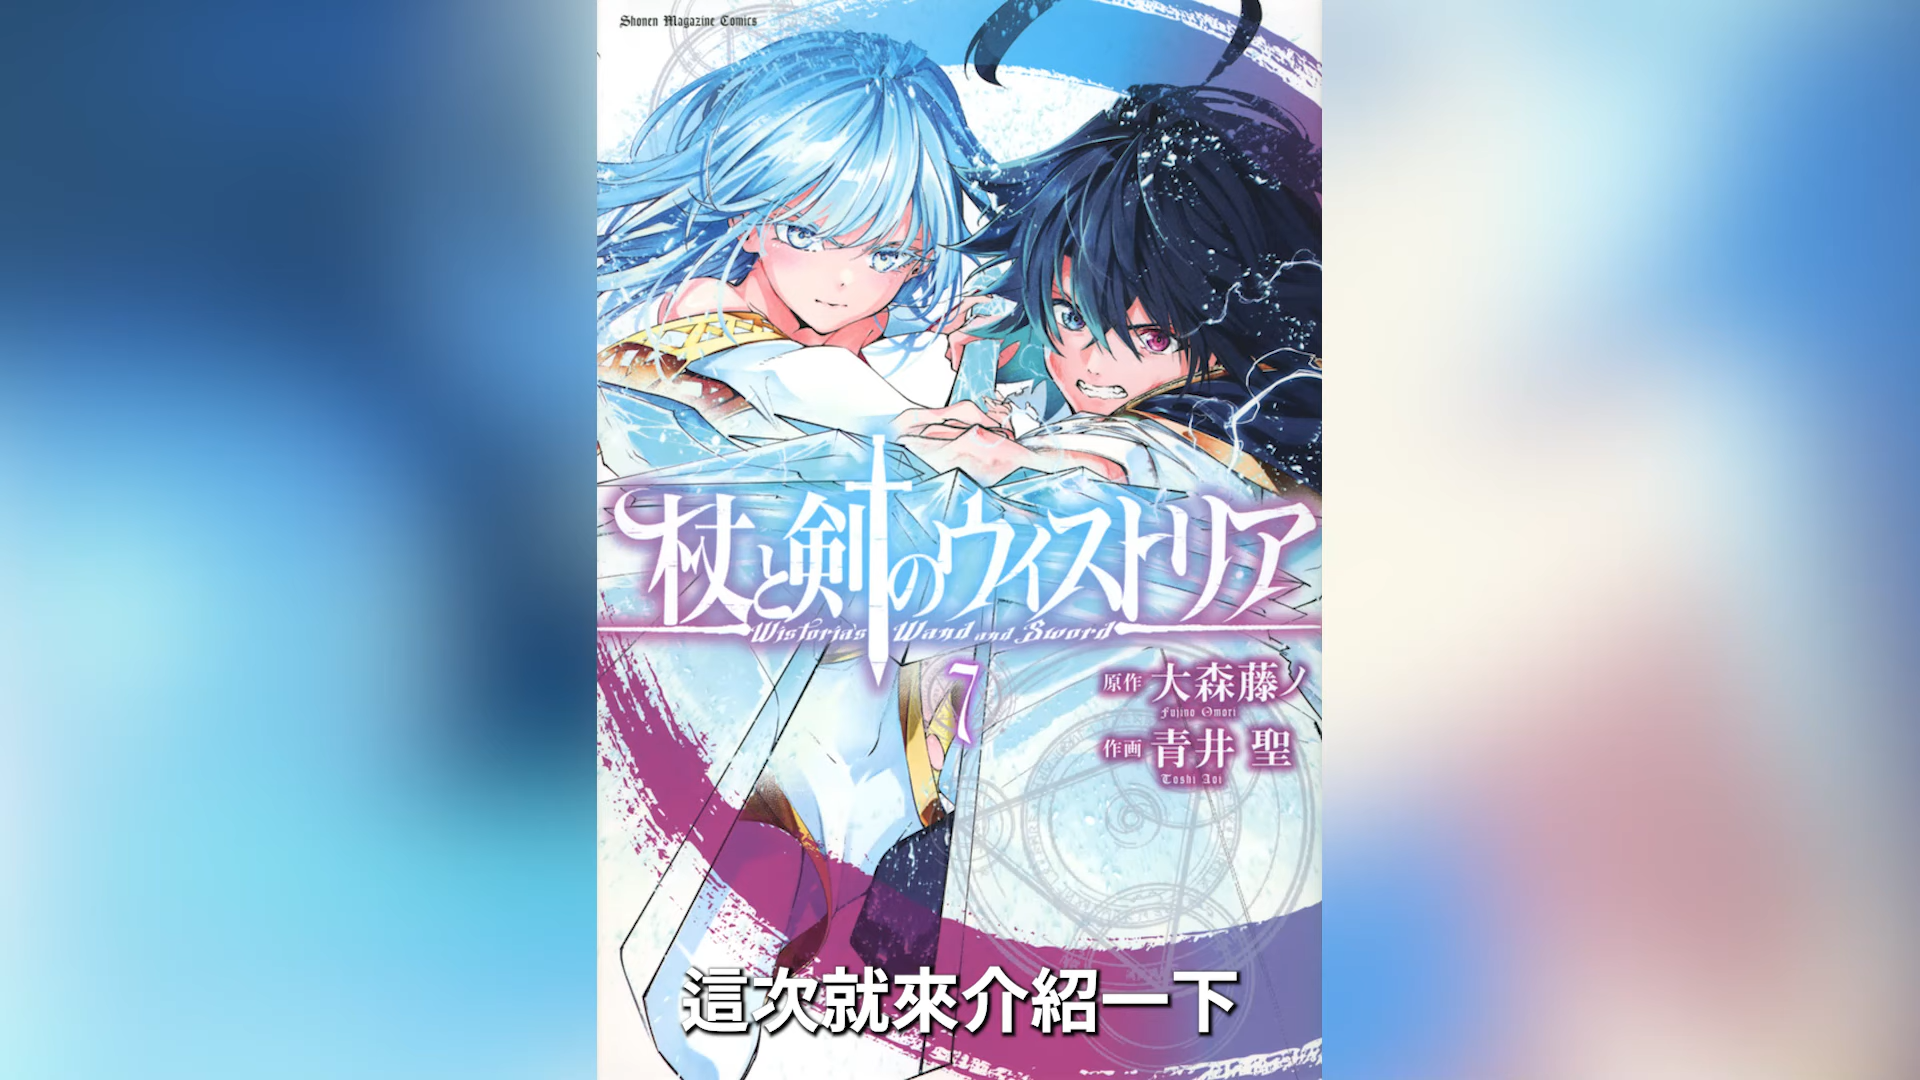 Shonen Magazine Comics
杖と剣のウィストリア
Wistoria's Wand and Sword
7
原作 大森藤ノ
Fujino Omori
作画 青井 聖
Toshi Aoi
這次就來介紹一下